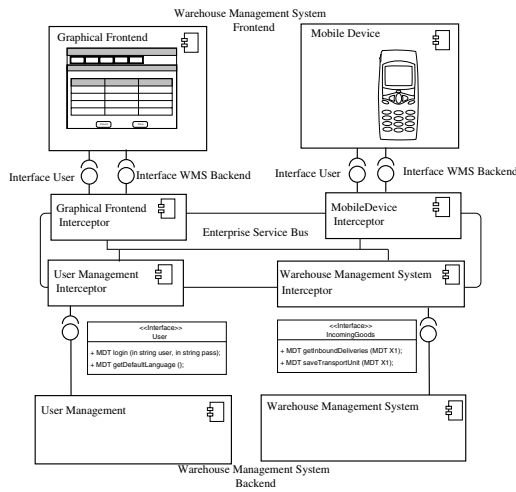 Warehouse Management System
Frontend
Graphical Frontend
Mobile Device
Interface User
Interface WMS Backend
Interface User
Interface WMS Backend
Graphical Frontend
Interceptor
MobileDevice
Interceptor
Enterprise Service Bus
User Management
Interceptor
Warehouse Management System
Interceptor
<<Interface>>
User
+ MDT login (in string user, in string pass);
+ MDT getDefaultLanguage ();
<<Interface>>
IncomingGoods
+ MDT getInboundDeliveries (MDT X1);
+ MDT saveTransportUnit (MDT X1);
User Management
Warehouse Management System
Warehouse Management System
Backend